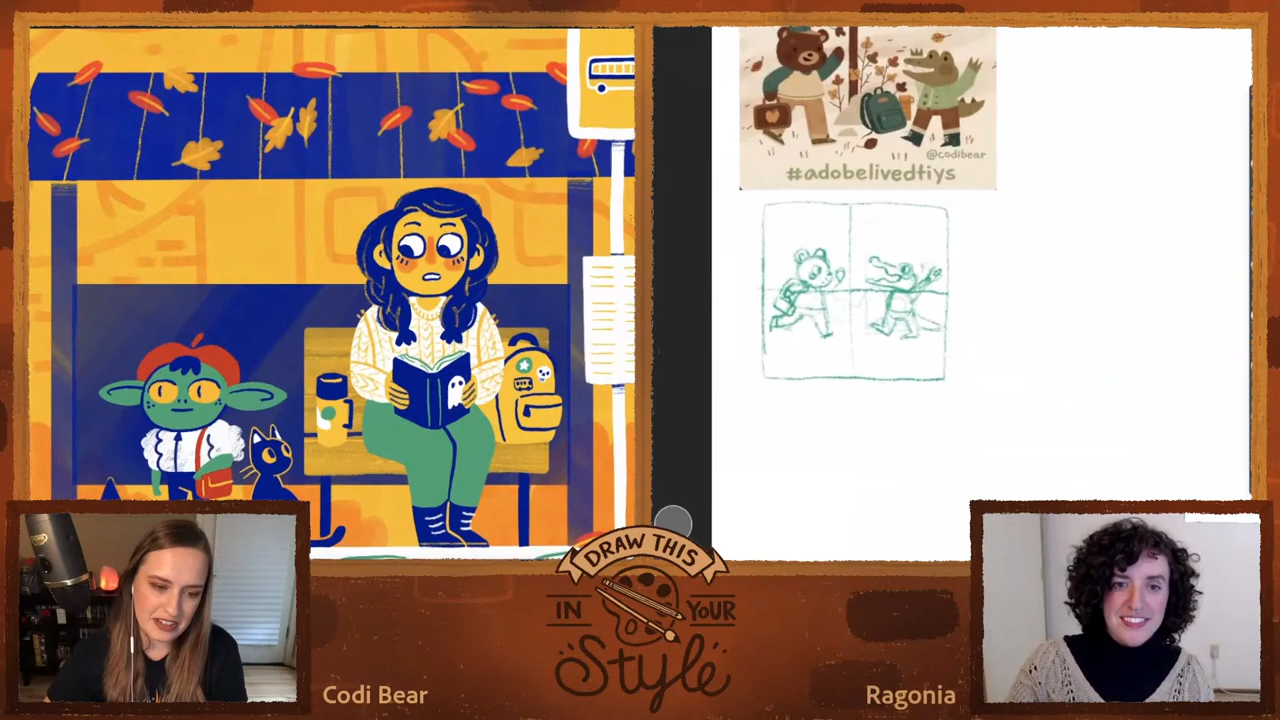 @codibear
#adobelivedtiys
DRAW THIS
IN YOUR
Style
Codi Bear
Ragonia